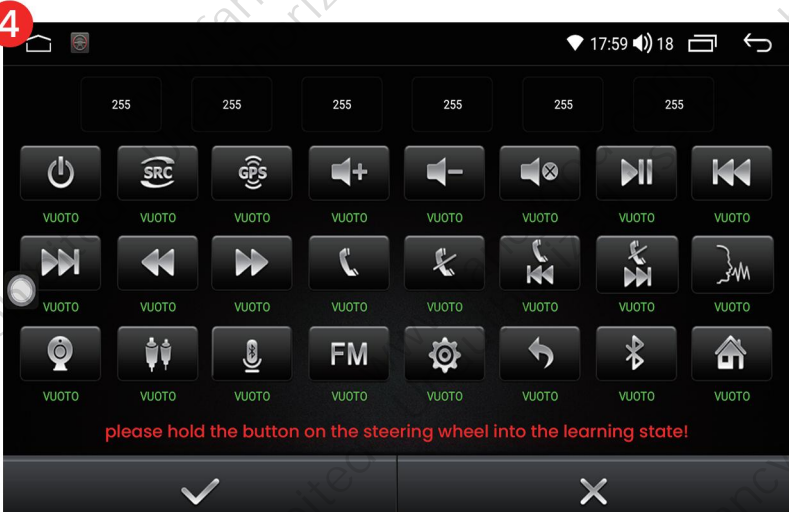 4
17:59 18
255 255 255 255 255 255
SRC GPS
VUOTO VUOTO VUOTO VUOTO VUOTO VUOTO VUOTO VUOTO
VUOTO VUOTO VUOTO VUOTO VUOTO VUOTO VUOTO VUOTO
FM
VUOTO VUOTO VUOTO VUOTO VUOTO VUOTO VUOTO VUOTO
please hold the button on the steering wheel into the learning state!